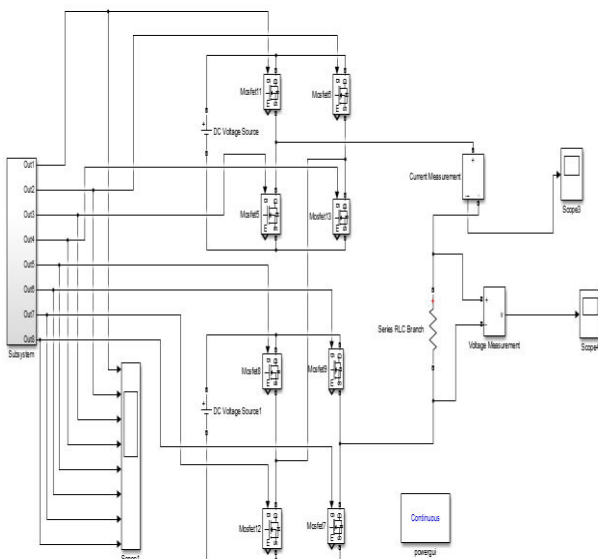 Mosfet11
Mosfet6
DC Voltage Source
Out1
Out2
Out3
Out4
Out5
Out6
Out7
Out8
Subsystem
Mosfet5
Mosfet13
Current Measurement
Scope3
Series RLC Branch
Voltage Measurement
Mosfet8
Mosfet9
DC Voltage Source1
Mosfet12
Mosfet7
Continuous
powergui